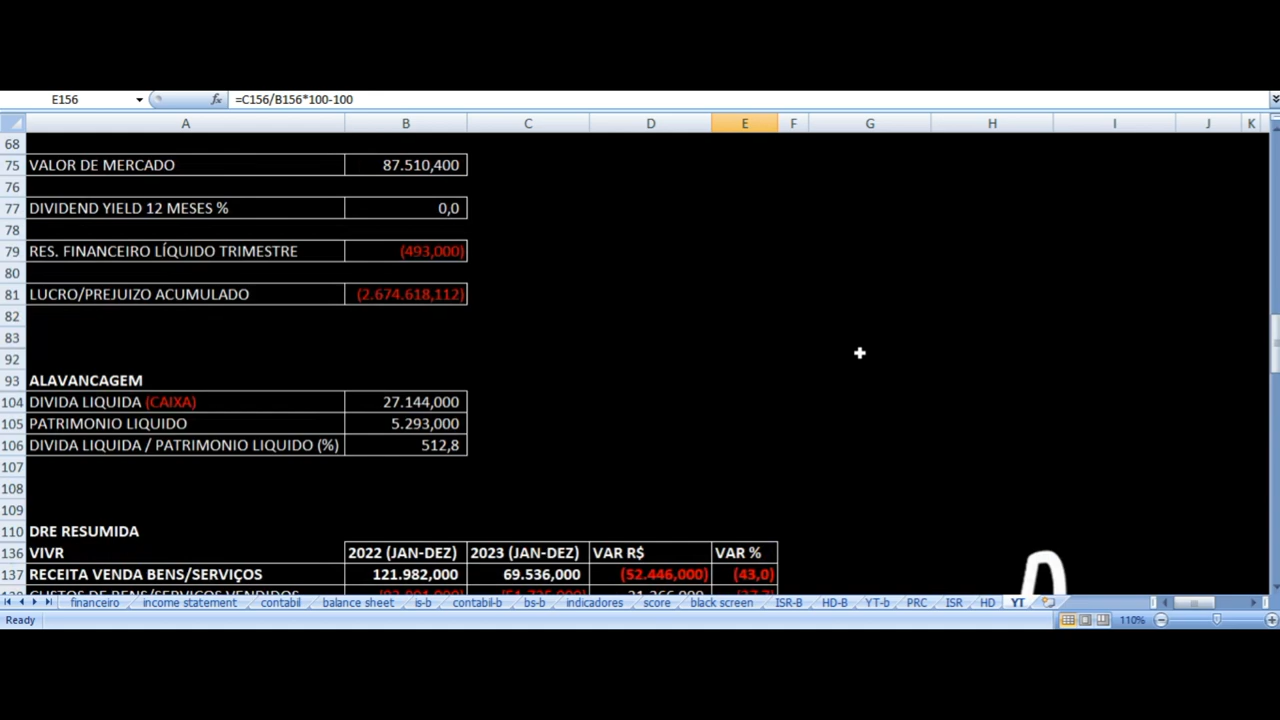 E156 fx =C156/B156*100-100
A B C D E F G H I J K
68
75 VALOR DE MERCADO 87.510,400
76
77 DIVIDEND YIELD 12 MESES % 0,0
78
79 RES. FINANCEIRO LÍQUIDO TRIMESTRE (493,000)
80
81 LUCRO/PREJUIZO ACUMULADO (2.674.618,112)
82
83
92
93 ALAVANCAGEM
104 DIVIDA LIQUIDA (CAIXA) 27.144,000
105 PATRIMONIO LIQUIDO 5.293,000
106 DIVIDA LIQUIDA / PATRIMONIO LIQUIDO (%) 512,8
107
108
109
110 DRE RESUMIDA
136 VIVR 2022 (JAN-DEZ) 2023 (JAN-DEZ) VAR R$ VAR %
137 RECEITA VENDA BENS/SERVIÇOS 121.982,000 69.536,000 (52.446,000) (43,0)
financeiro income statement contabil balance sheet is-b contabil-b bs-b indicadores score black screen ISR-B HD-B YT-b PRC ISR HD YT
Ready 110%